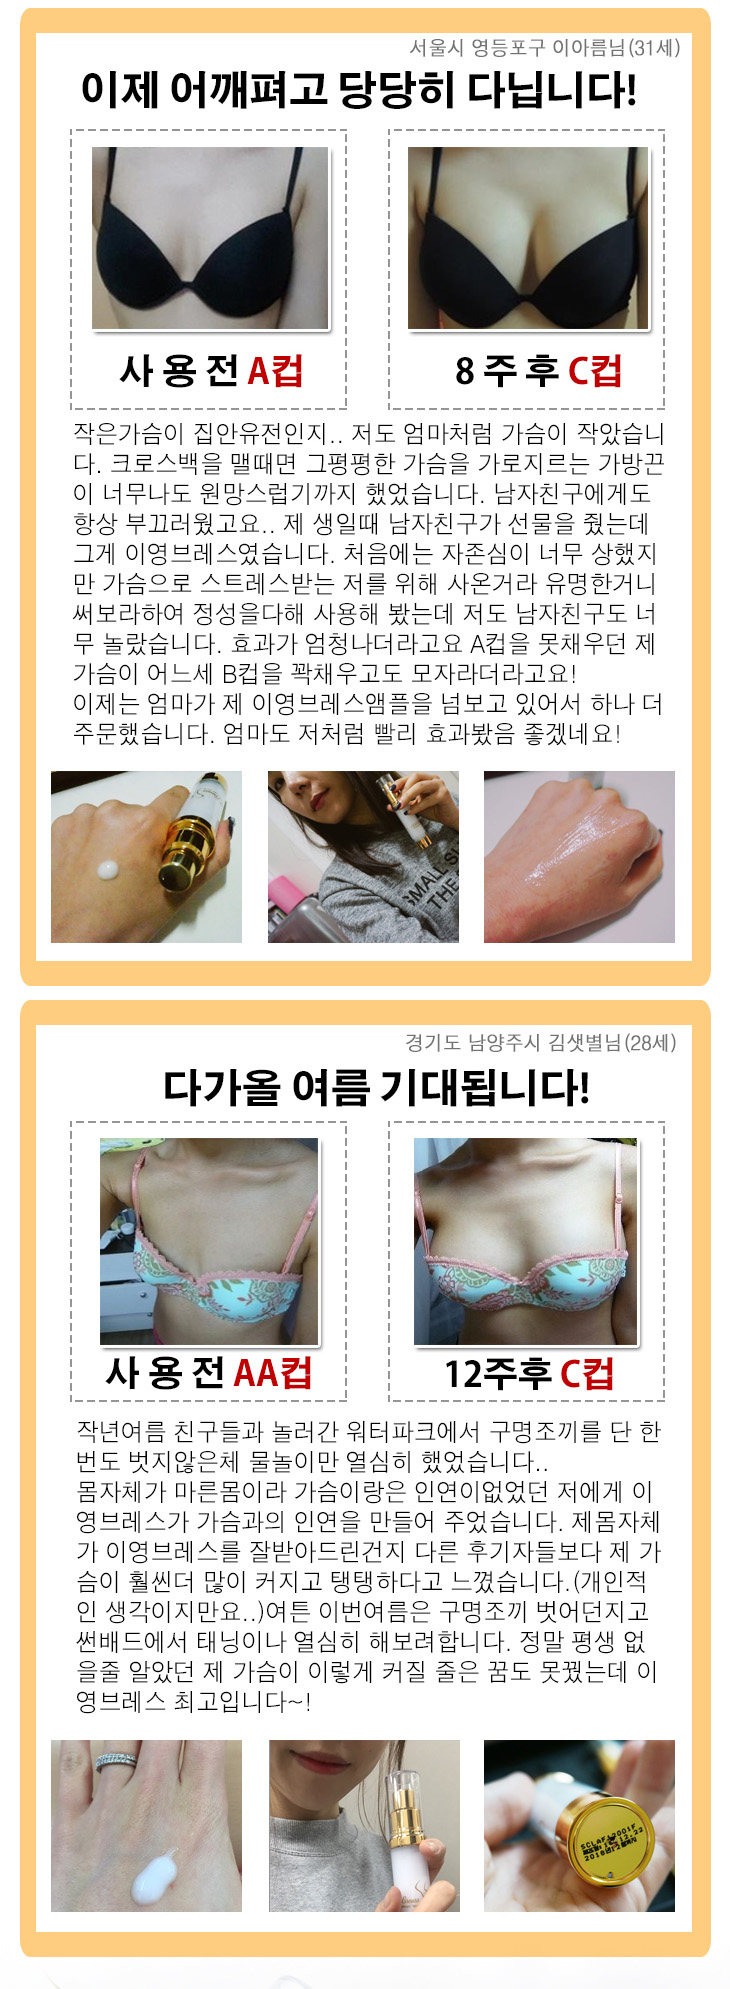 서울시 영등포구 이아름님(31세)
이제 어깨펴고 당당히 다닙니다!
사 용 전 A컵
8 주 후 C컵
작은가슴이 집안유전인지.. 저도 엄마처럼 가슴이 작았습니
다. 크로스백을 맬때면 그평평한 가슴을 가로지르는 가방끈
이 너무나도 원망스럽기까지 했었습니다. 남자친구에게도
항상 부끄러웠고요.. 제 생일때 남자친구가 선물을 줬는데
그게 이영브레스였습니다. 처음에는 자존심이 너무 상했지
만 가슴으로 스트레스받는 저를 위해 사온거라 유명한거니
써보라하여 정성을다해 사용해 봤는데 저도 남자친구도 너
무 놀랐습니다. 효과가 엄청나더라고요 A컵을 못채우던 제
가슴이 어느세 B컵을 꽉채우고도 모자라더라고요!
이제는 엄마가 제 이영브레스앰플을 넘보고 있어서 하나 더
주문했습니다. 엄마도 저처럼 빨리 효과봤음 좋겠네요!
SMALL
THE
경기도 남양주시 김샛별님(28세)
다가올 여름 기대됩니다!
사 용 전 AA컵
12주후 C컵
작년여름 친구들과 놀러간 워터파크에서 구명조끼를 단 한
번도 벗지않은체 물놀이만 열심히 했었습니다..
몸자체가 마른몸이라 가슴이랑은 인연이없었던 저에게 이
영브레스가 가슴과의 인연을 만들어 주었습니다. 제몸자체
가 이영브레스를 잘받아드린건지 다른 후기자들보다 제 가
슴이 훨씬더 많이 커지고 탱탱하다고 느꼈습니다.(개인적
인 생각이지만요..)여튼 이번여름은 구명조끼 벗어던지고
썬배드에서 태닝이나 열심히 해보려합니다. 정말 평생 없
을줄 알았던 제 가슴이 이렇게 커질 줄은 꿈도 못꿨는데 이
영브레스 최고입니다~!